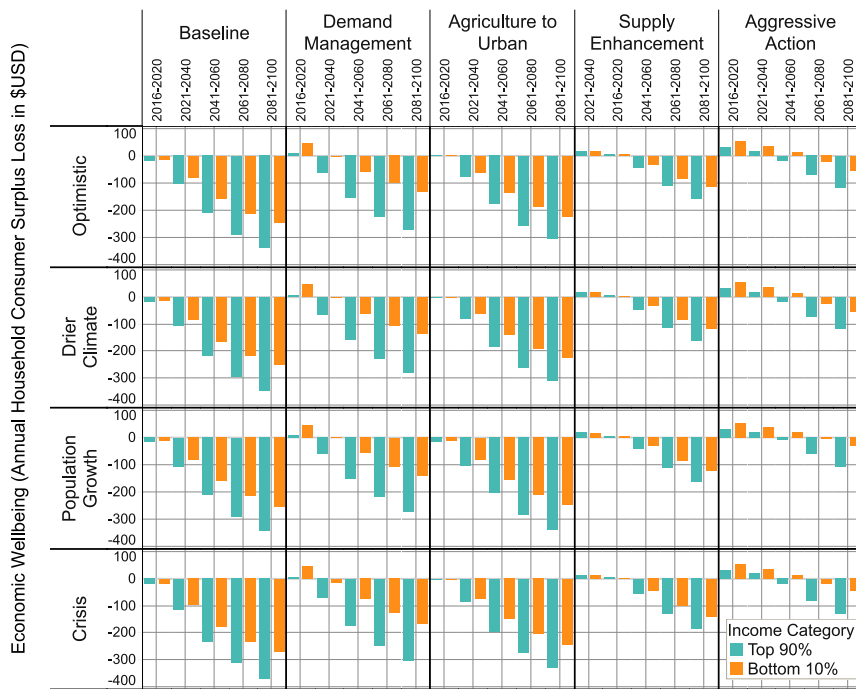 Economic Wellbeing (Annual Household Consumer Surplus Loss in $USD)
Baseline
Demand
Management
Agriculture to
Urban
Supply
Enhancement
Aggressive
Action
2016-2020
2021-2040
2041-2060
2061-2080
2081-2100
2016-2020
2021-2040
2041-2060
2061-2080
2081-2100
2016-2020
2021-2040
2041-2060
2061-2080
2081-2100
2016-2020
2021-2040
2041-2060
2061-2080
2081-2100
2016-2020
2021-2040
2041-2060
2061-2080
2081-2100
Optimistic
100
0
-100
-200
-300
-400
Drier
Climate
100
0
-100
-200
-300
-400
Population
Growth
100
0
-100
-200
-300
-400
Crisis
100
0
-100
-200
-300
-400
Income Category
Top 90%
Bottom 10%